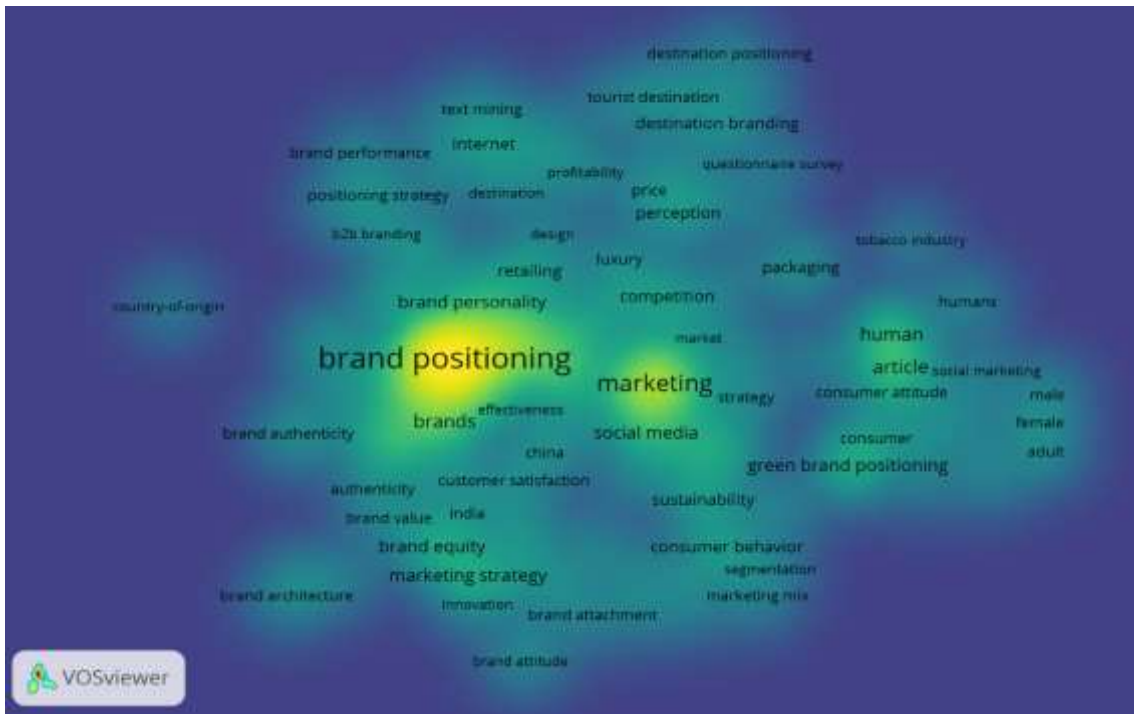 destination positioning
tourist destination
text mining
destination branding
internet
brand performance
questionnaire survey
profitability
positioning strategy
destination
price
perception
b2b branding
design
tobacco industry
luxury
packaging
retailing
country-of-origin
brand personality
competition
humans
human
market
brand positioning
article
social marketing
marketing
strategy
consumer attitude
male
effectiveness
brands
female
brand authenticity
social media
consumer
china
adult
green brand positioning
customer satisfaction
authenticity
sustainability
brand value
india
brand equity
consumer behavior
segmentation
marketing strategy
brand architecture
marketing mix
innovation
brand attachment
brand attitude
VOSviewer